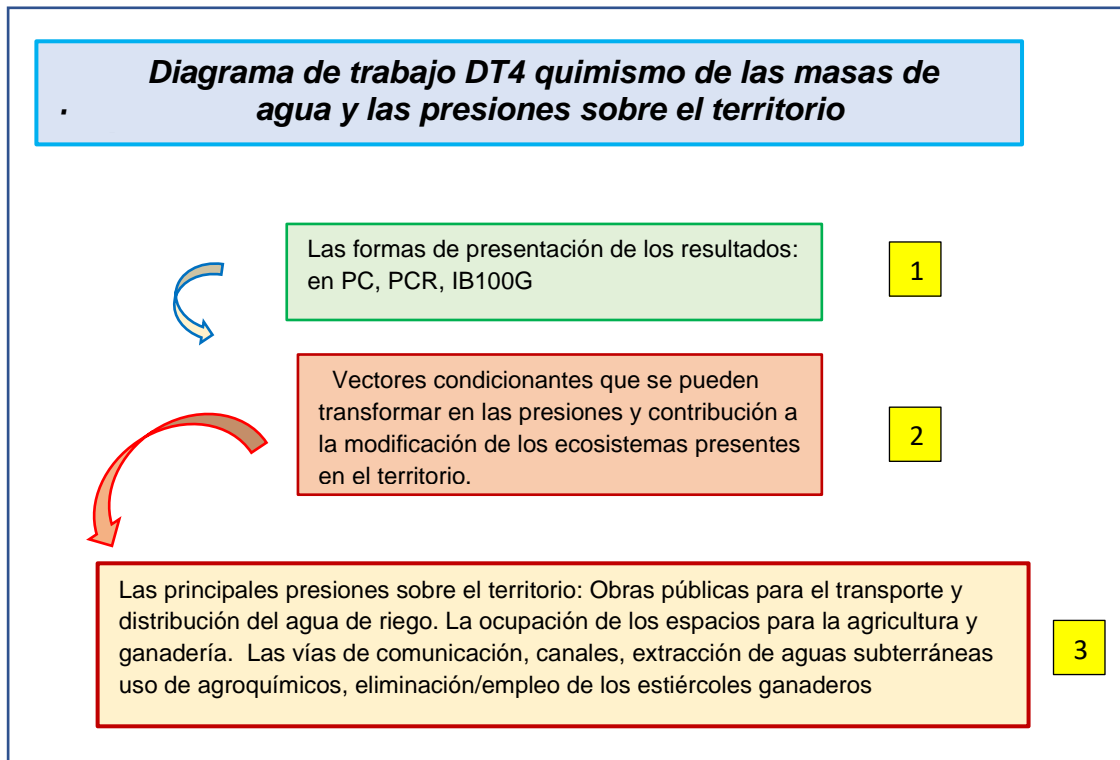 Diagrama de trabajo DT4 quimismo de las masas de
. agua y las presiones sobre el territorio
Las formas de presentación de los resultados:
en PC, PCR, IB100G
1
Vectores condicionantes que se pueden
transformar en las presiones y contribución a
la modificación de los ecosistemas presentes
en el territorio.
2
Las principales presiones sobre el territorio: Obras públicas para el transporte y
distribución del agua de riego. La ocupación de los espacios para la agricultura y
ganadería. Las vías de comunicación, canales, extracción de aguas subterráneas
uso de agroquímicos, eliminación/empleo de los estiércoles ganaderos
3